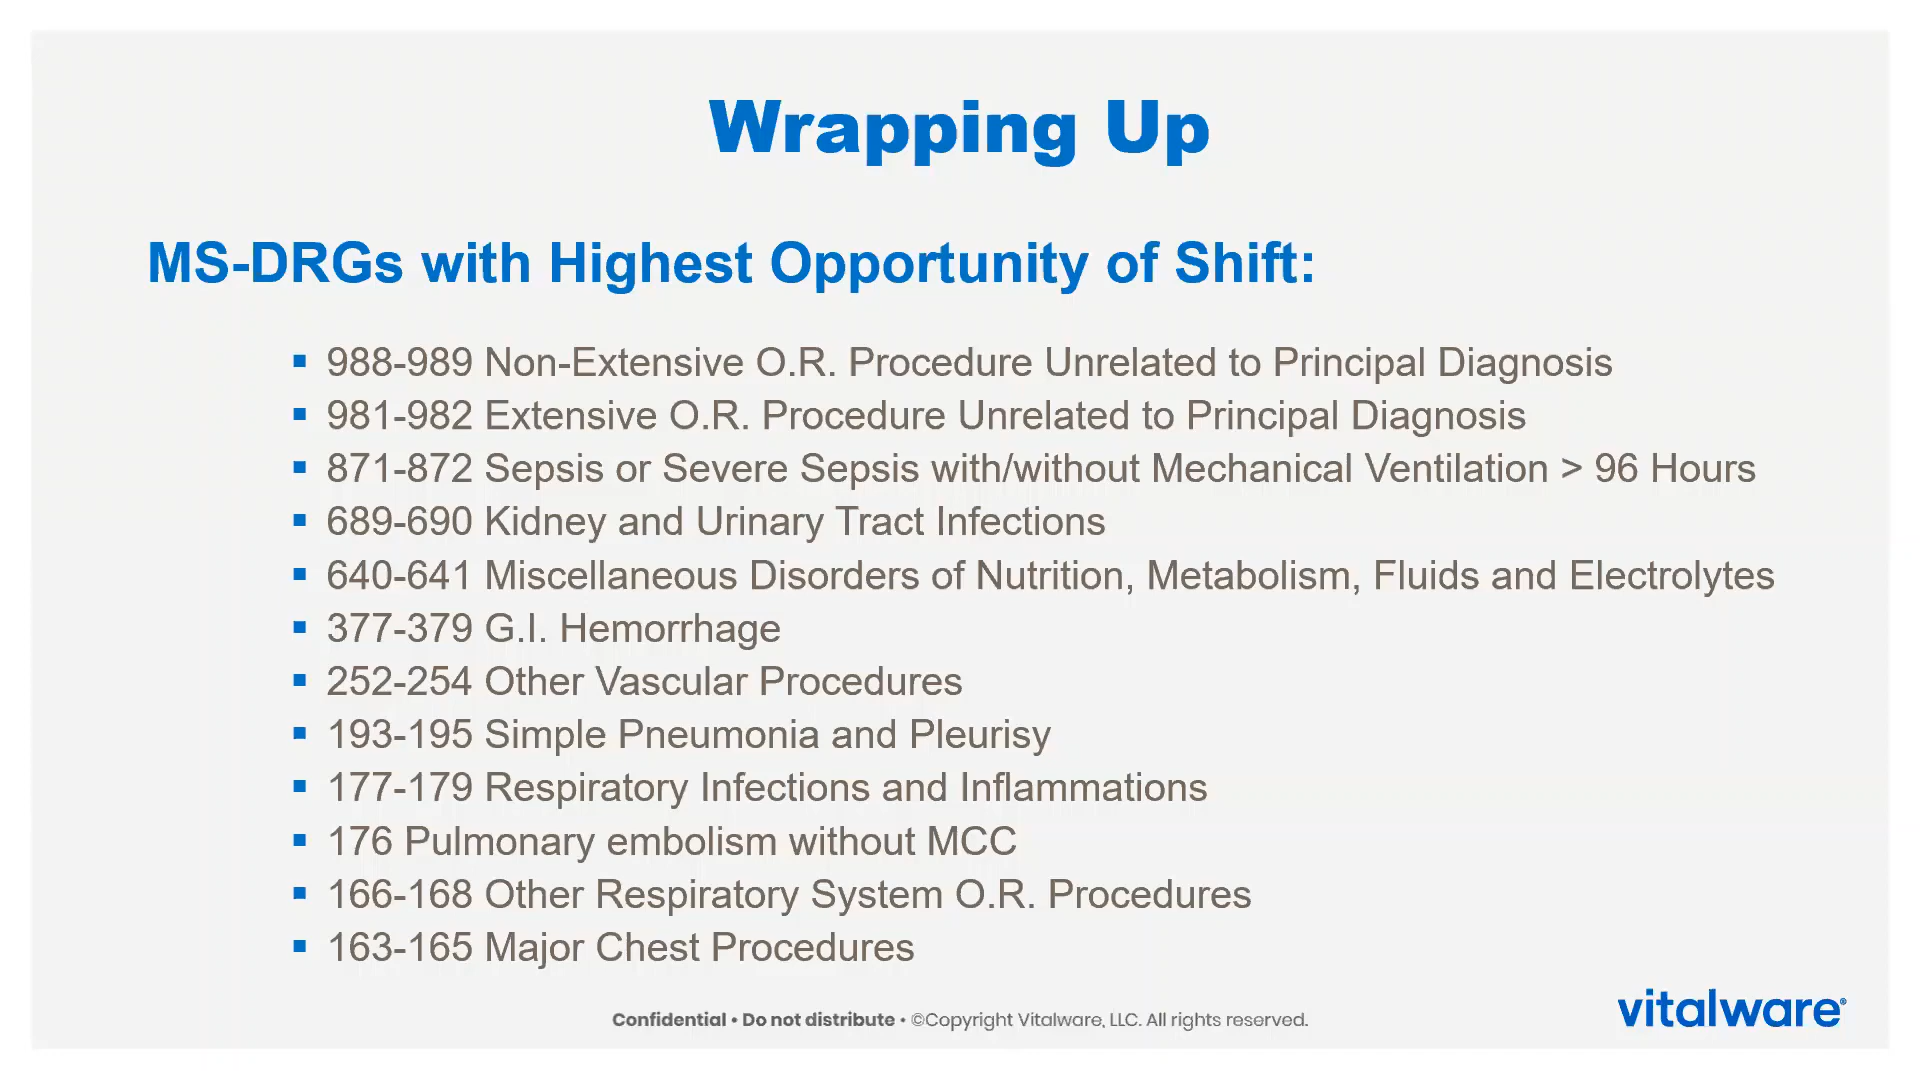 Wrapping Up
MS-DRGs with Highest Opportunity of Shift:
▪ 988-989 Non-Extensive O.R. Procedure Unrelated to Principal Diagnosis
▪ 981-982 Extensive O.R. Procedure Unrelated to Principal Diagnosis
▪ 871-872 Sepsis or Severe Sepsis with/without Mechanical Ventilation > 96 Hours
▪ 689-690 Kidney and Urinary Tract Infections
▪ 640-641 Miscellaneous Disorders of Nutrition, Metabolism, Fluids and Electrolytes
▪ 377-379 G.I. Hemorrhage
▪ 252-254 Other Vascular Procedures
▪ 193-195 Simple Pneumonia and Pleurisy
▪ 177-179 Respiratory Infections and Inflammations
▪ 176 Pulmonary embolism without MCC
▪ 166-168 Other Respiratory System O.R. Procedures
▪ 163-165 Major Chest Procedures
Confidential • Do not distribute • ©Copyright Vitalware, LLC. All rights reserved.
vitalware®